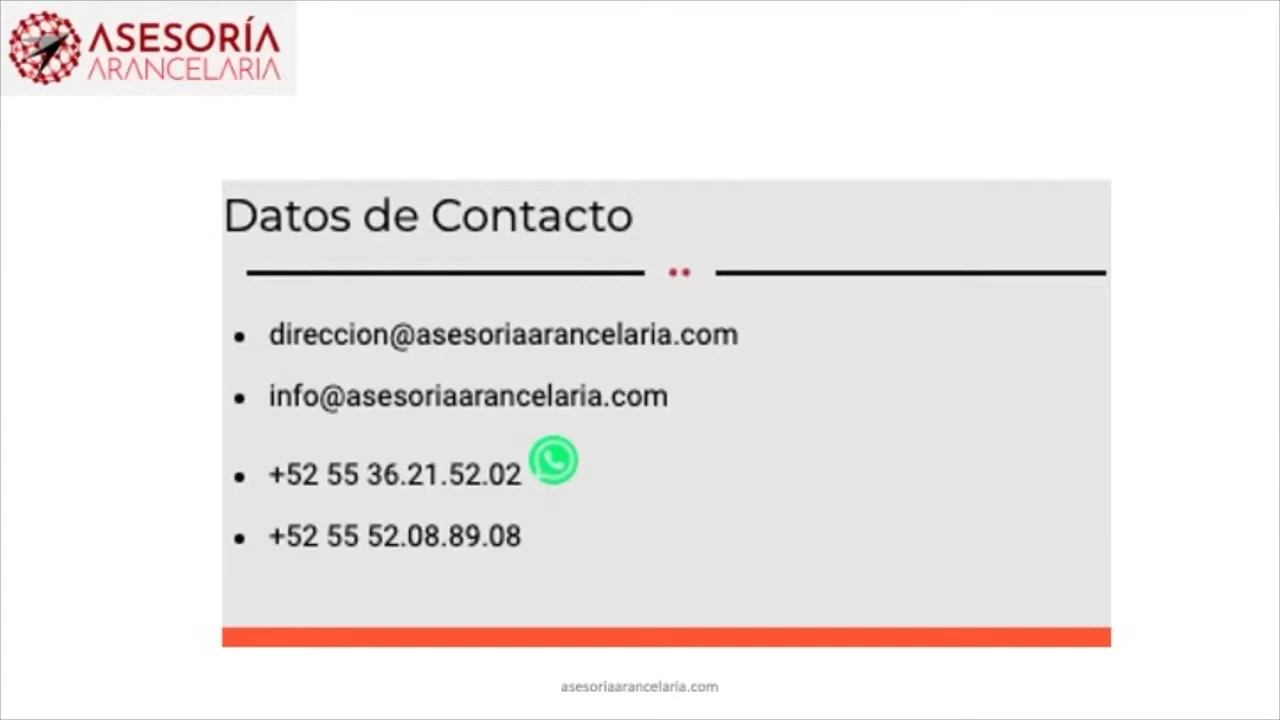 ASESORÍA
ARANCELARIA
Datos de Contacto
• direccion@asesoriaarancelaria.com
• info@asesoriaarancelaria.com
• +52 55 36.21.52.02
• +52 55 52.08.89.08
asesoriaarancelaria.com